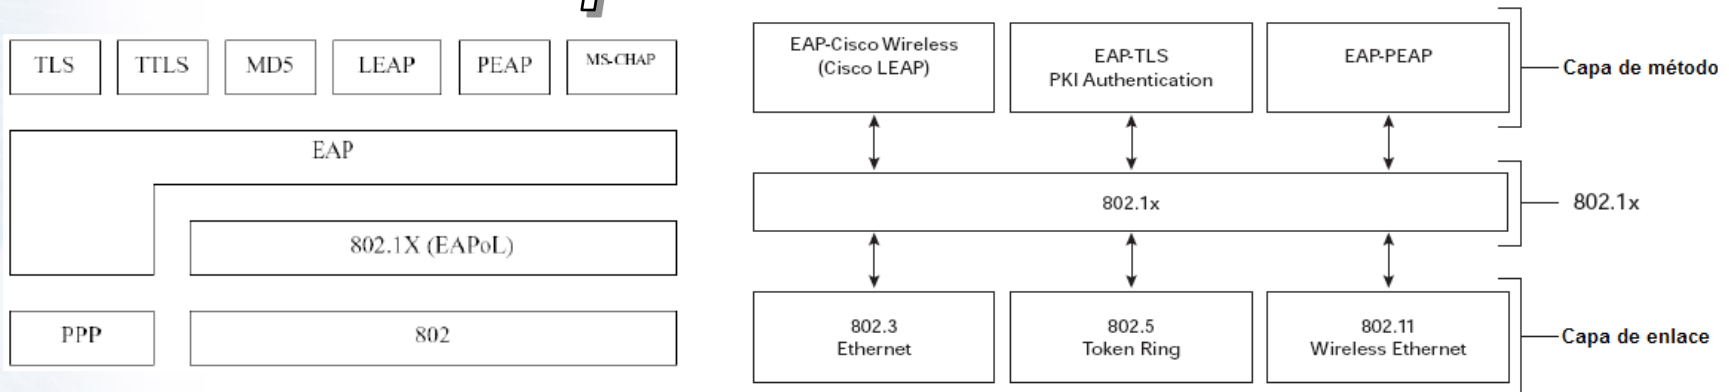 TLS
TTLS
MD5
LEAP
PEAP
MS-CHAP
EAP
802.1X (EAPoL)
PPP
802
EAP-Cisco Wireless
(Cisco LEAP)
EAP-TLS
PKI Authentication
EAP-PEAP
Capa de método
802.1x
802.1x
802.3
Ethernet
802.5
Token Ring
802.11
Wireless Ethernet
Capa de enlace